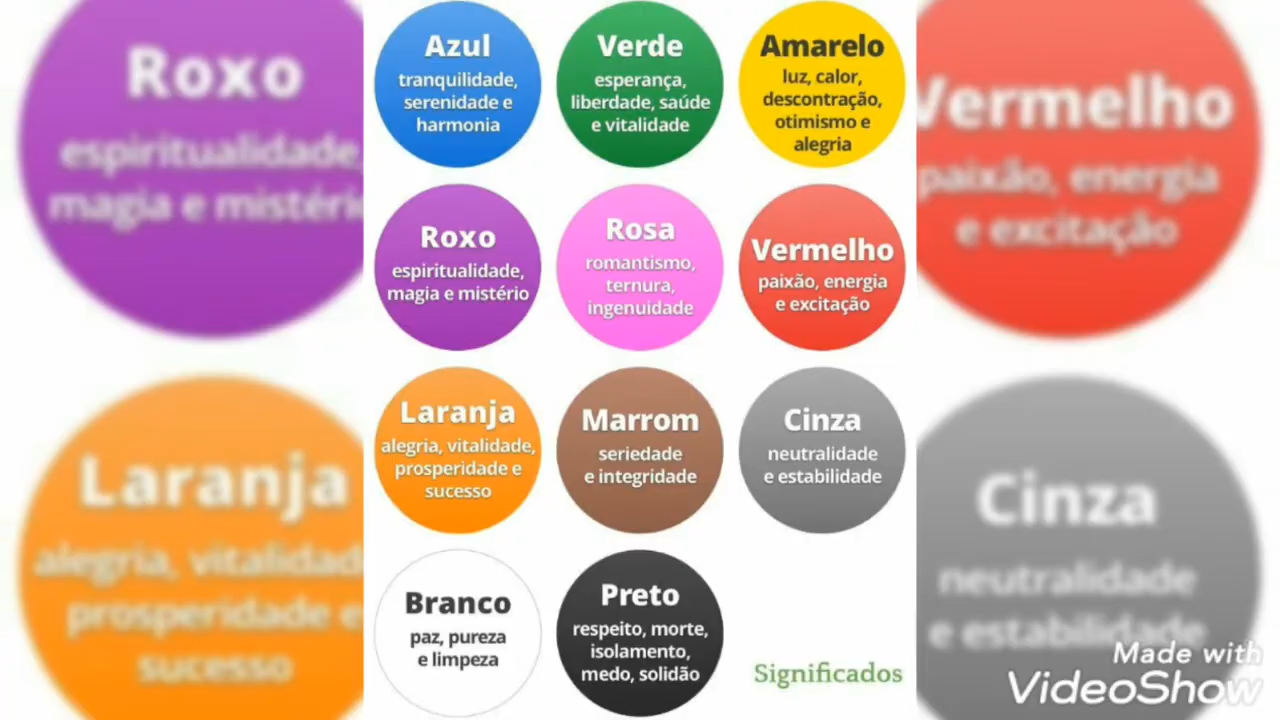 Azul
tranquilidade,
serenidade e
harmonia
Verde
esperança,
liberdade, saúde
e vitalidade
Amarelo
luz, calor,
descontração,
otimismo e
alegria
Roxo
espiritualidade,
magia e mistério
Rosa
romantismo,
ternura,
ingenuidade
Vermelho
paixão, energia
e excitação
Laranja
alegria, vitalidade,
prosperidade e
sucesso
Marrom
seriedade
e integridade
Cinza
neutralidade
e estabilidade
Branco
paz, pureza
e limpeza
Preto
respeito, morte,
isolamento,
medo, solidão
Significados
Roxo
espiritualidade,
magia e mistério
Laranja
alegria, vitalidad
prosperidade e
sucesso
Vermelho
paixão, energia
e excitação
Cinza
neutralidade
e estabilidade
Made with
VideoShow